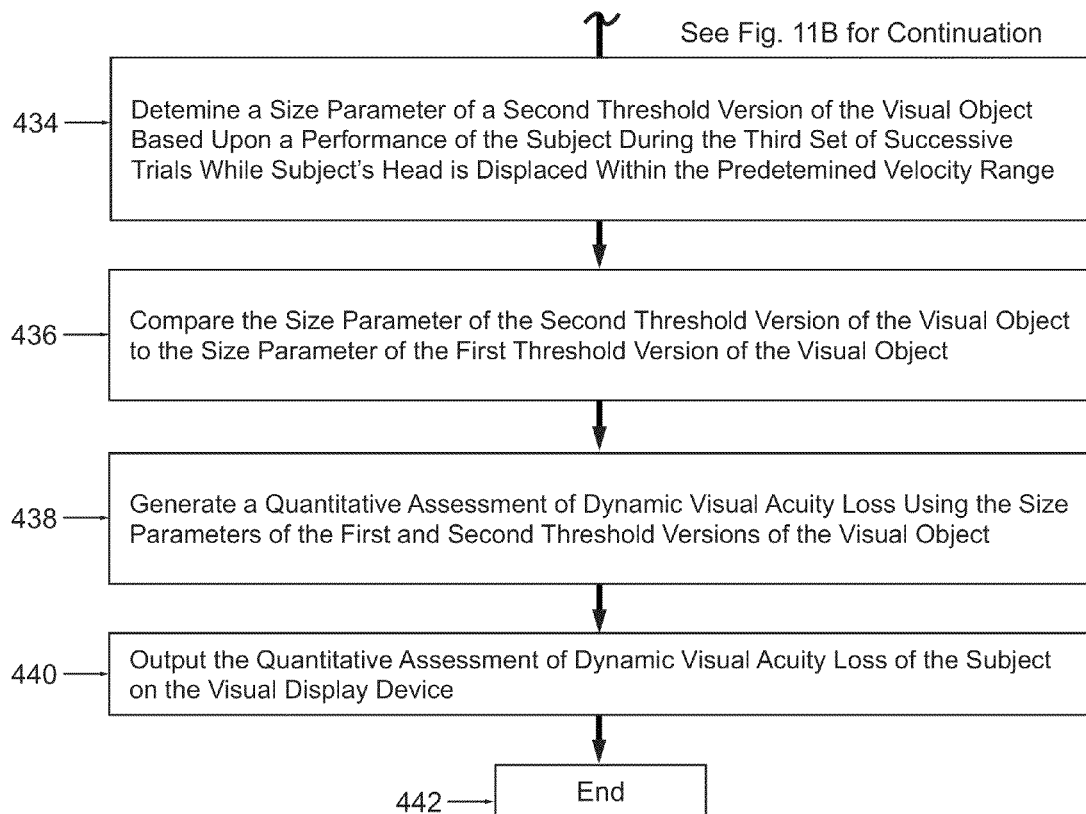 See Fig. 11B for Continuation
434
Detemine a Size Parameter of a Second Threshold Version of the Visual Object
Based Upon a Performance of the Subject During the Third Set of Successive
Trials While Subject's Head is Displaced Within the Predetemined Velocity Range
436
Compare the Size Parameter of the Second Threshold Version of the Visual Object
to the Size Parameter of the First Threshold Version of the Visual Object
438
Generate a Quantitative Assessment of Dynamic Visual Acuity Loss Using the Size
Parameters of the First and Second Threshold Versions of the Visual Object
440
Output the Quantitative Assessment of Dynamic Visual Acuity Loss of the Subject
on the Visual Display Device
442
End